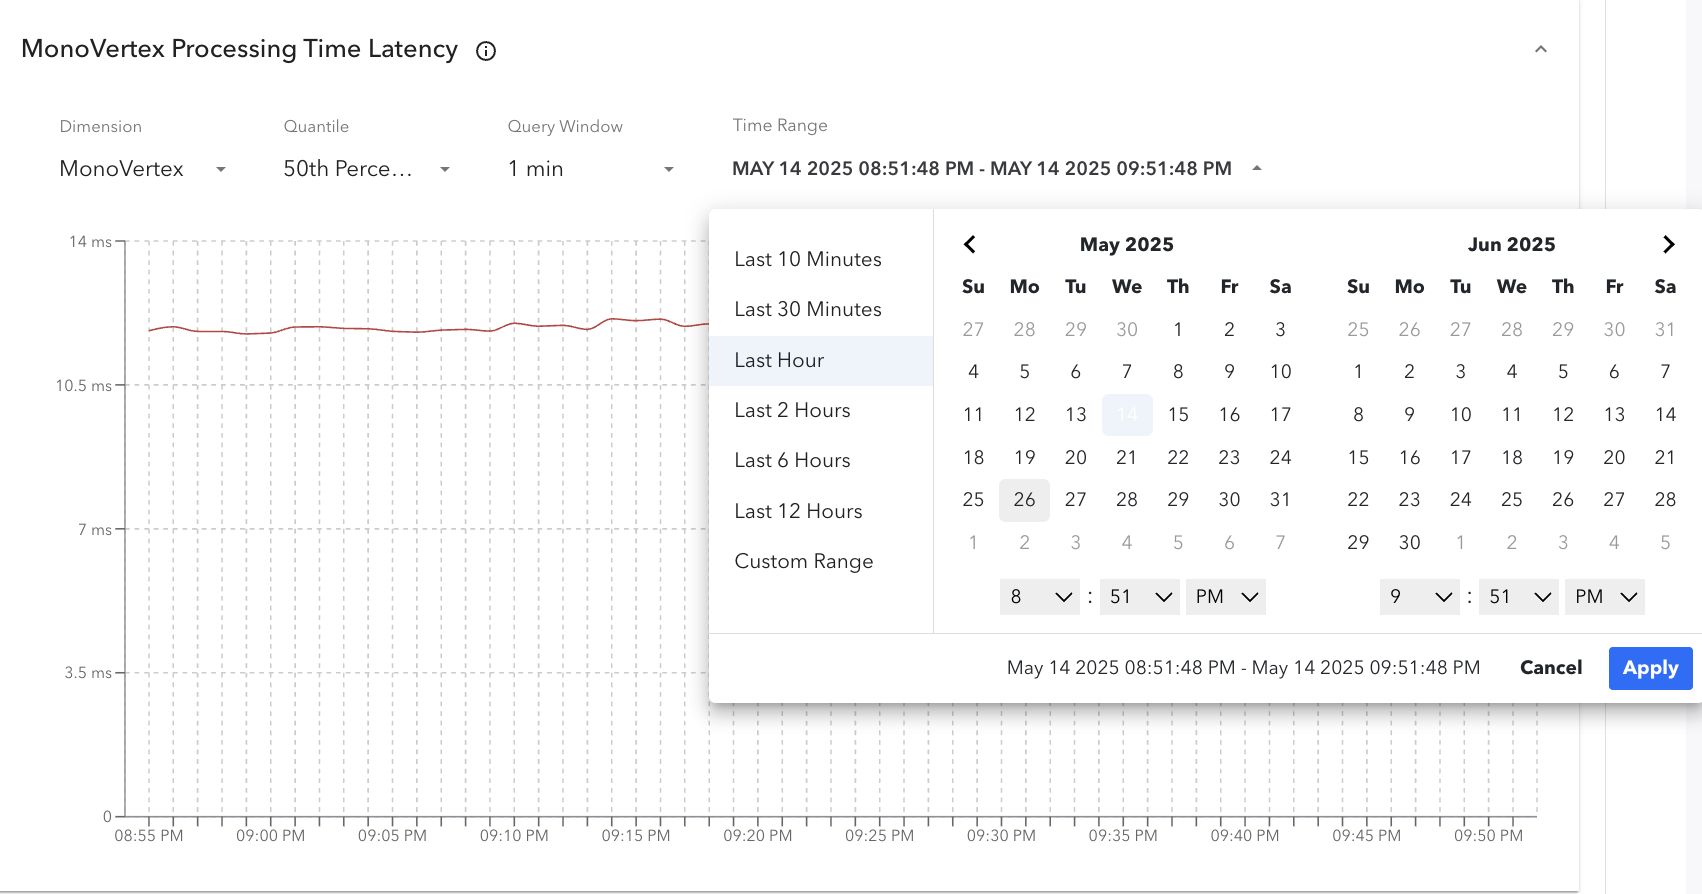 MonoVertex Processing Time Latency
Dimension Quantile Query Window Time Range
MonoVertex 50th Perce... 1 min MAY 14 2025 08:51:48 PM - MAY 14 2025 09:51:48 PM
14 ms
10.5 ms
7 ms
3.5 ms
0
08:55 PM 09:00 PM 09:05 PM 09:10 PM 09:15 PM 09:20 PM 09:25 PM 09:30 PM 09:35 PM 09:40 PM 09:45 PM 09:50 PM
Last 10 Minutes
Last 30 Minutes
Last Hour
Last 2 Hours
Last 6 Hours
Last 12 Hours
Custom Range
May 2025
Su Mo Tu We Th Fr Sa
27 28 29 30 1 2 3
4 5 6 7 8 9 10
11 12 13 14 15 16 17
18 19 20 21 22 23 24
25 26 27 28 29 30 31
1 2 3 4 5 6 7
8 : 51 PM
Jun 2025
Su Mo Tu We Th Fr Sa
25 26 27 28 29 30 31
1 2 3 4 5 6 7
8 9 10 11 12 13 14
15 16 17 18 19 20 21
22 23 24 25 26 27 28
29 30 1 2 3 4 5
9 : 51 PM
May 14 2025 08:51:48 PM - May 14 2025 09:51:48 PM
Cancel
Apply